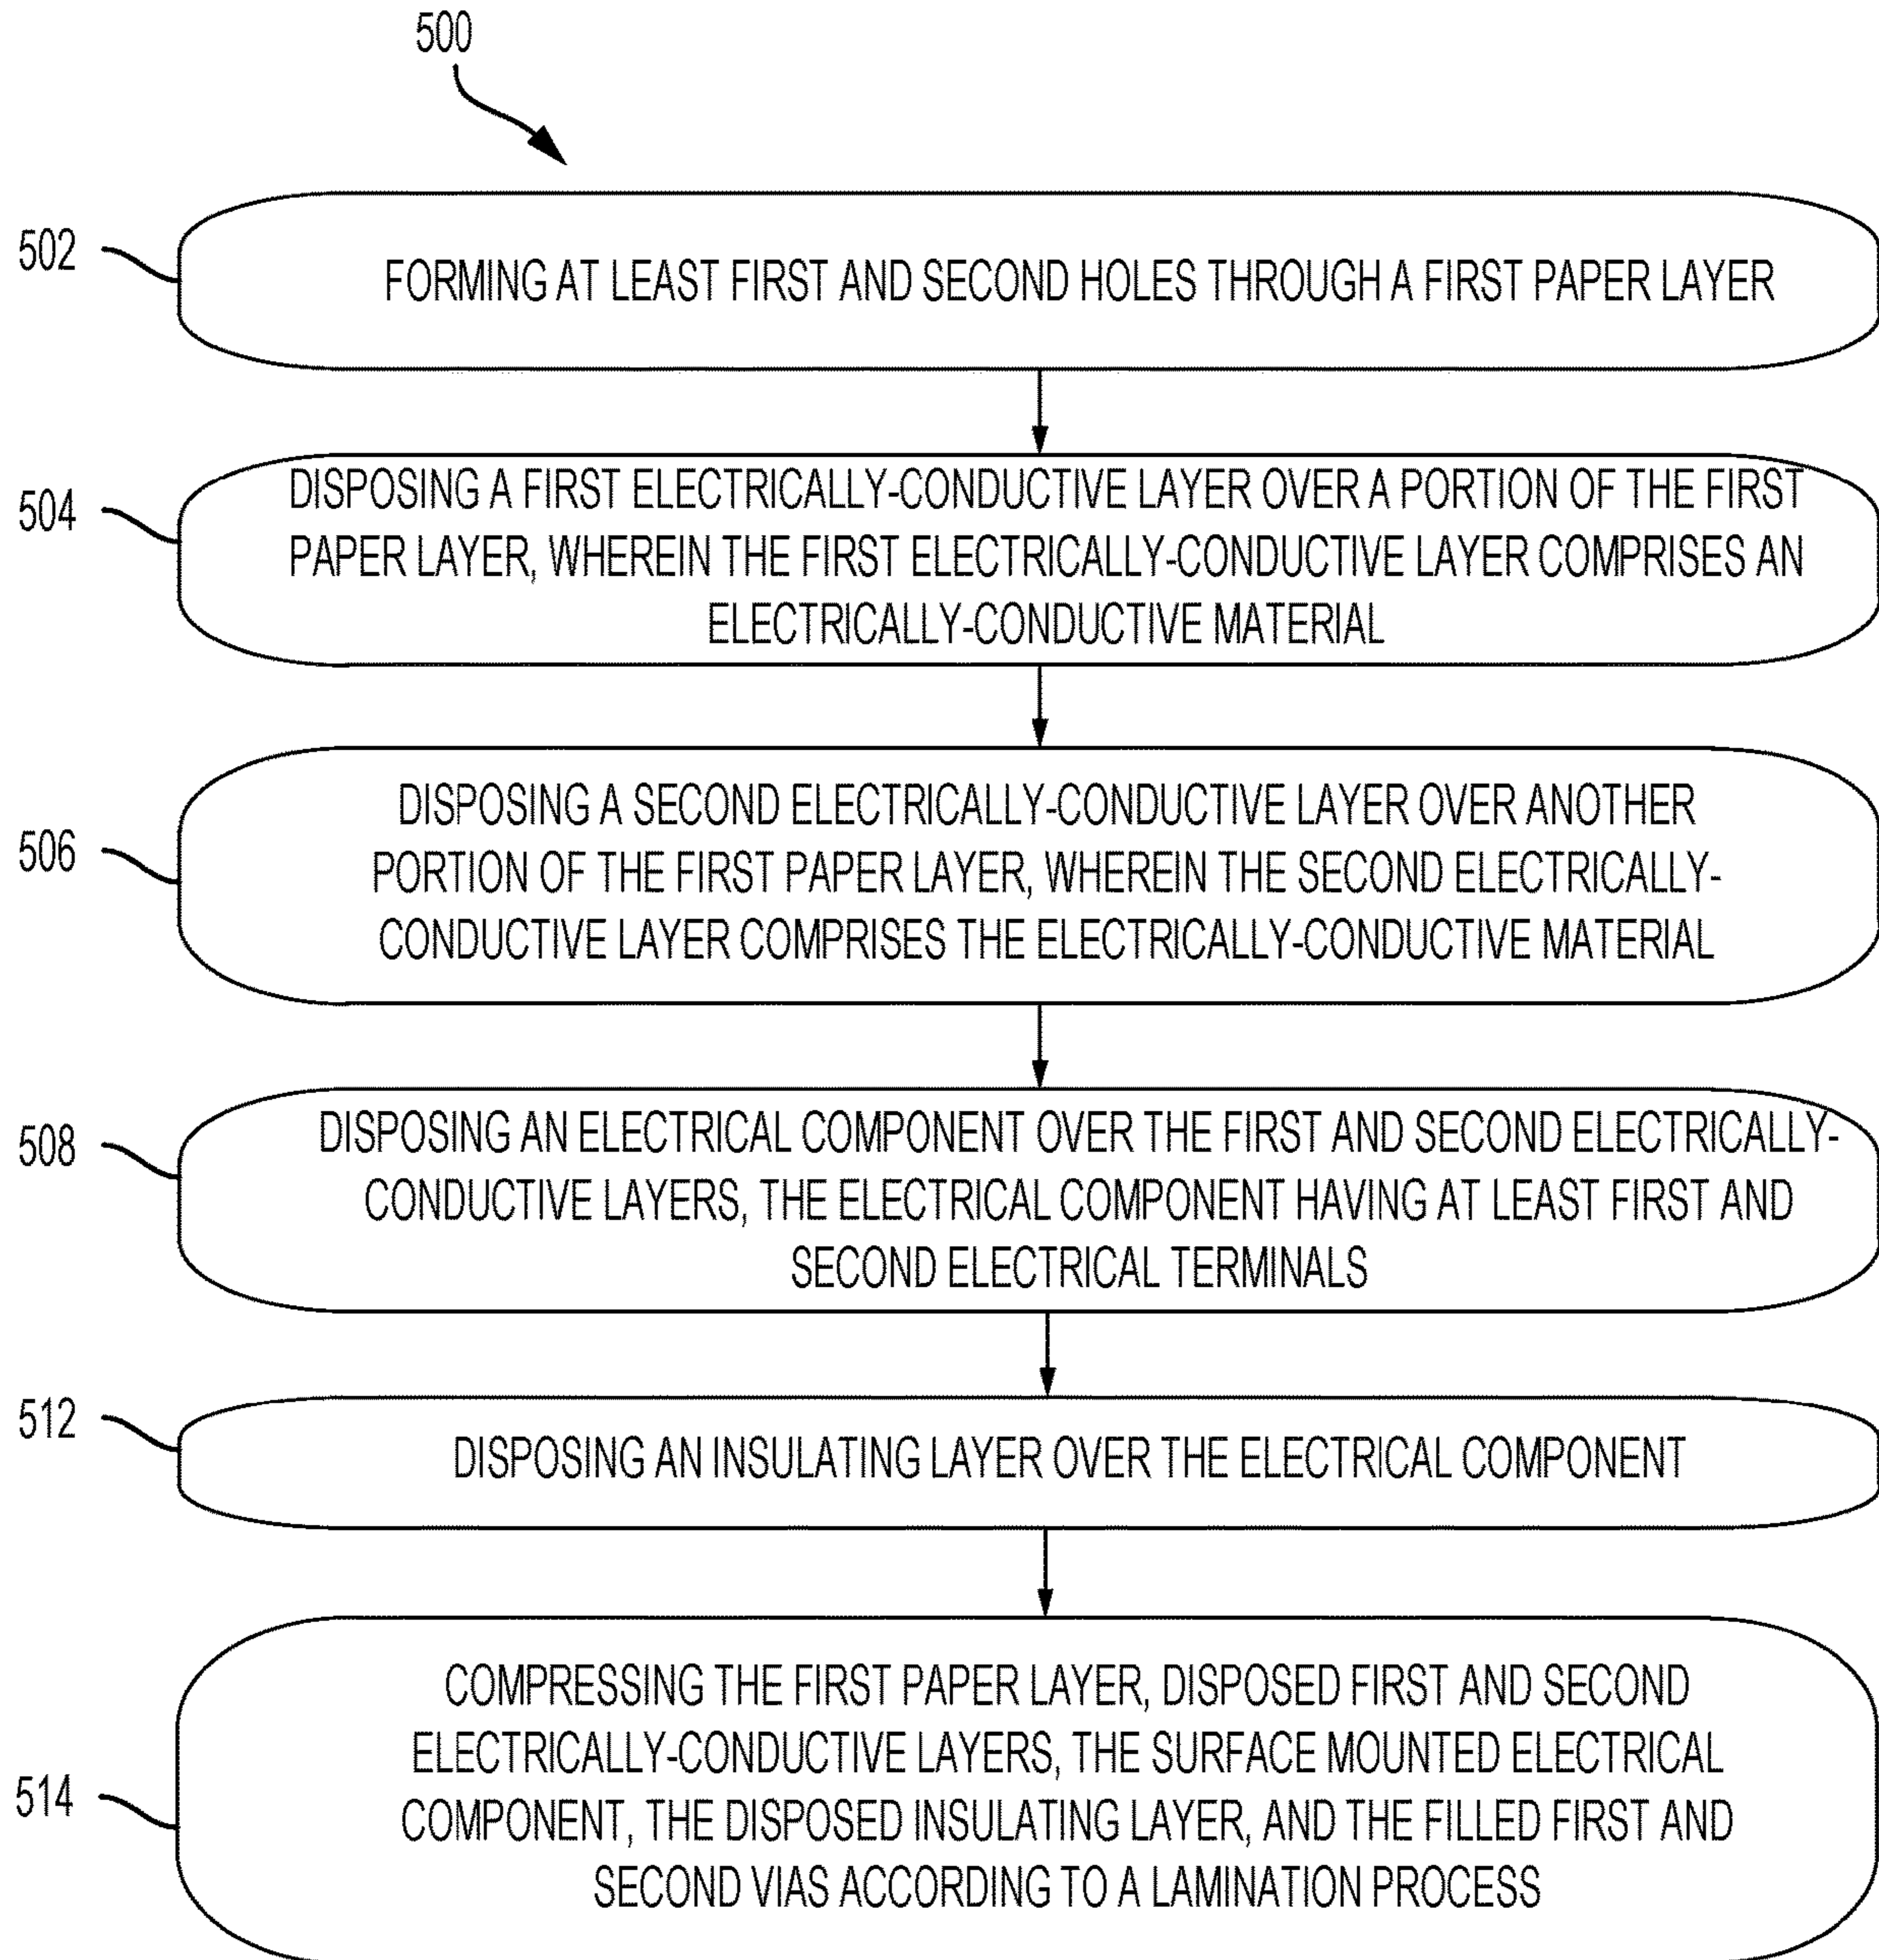 500
502
FORMING AT LEAST FIRST AND SECOND HOLES THROUGH A FIRST PAPER LAYER
504
DISPOSING A FIRST ELECTRICALLY-CONDUCTIVE LAYER OVER A PORTION OF THE FIRST
PAPER LAYER, WHEREIN THE FIRST ELECTRICALLY-CONDUCTIVE LAYER COMPRISES AN
ELECTRICALLY-CONDUCTIVE MATERIAL
506
DISPOSING A SECOND ELECTRICALLY-CONDUCTIVE LAYER OVER ANOTHER
PORTION OF THE FIRST PAPER LAYER, WHEREIN THE SECOND ELECTRICALLY-
CONDUCTIVE LAYER COMPRISES THE ELECTRICALLY-CONDUCTIVE MATERIAL
508
DISPOSING AN ELECTRICAL COMPONENT OVER THE FIRST AND SECOND ELECTRICALLY-
CONDUCTIVE LAYERS, THE ELECTRICAL COMPONENT HAVING AT LEAST FIRST AND
SECOND ELECTRICAL TERMINALS
512
DISPOSING AN INSULATING LAYER OVER THE ELECTRICAL COMPONENT
514
COMPRESSING THE FIRST PAPER LAYER, DISPOSED FIRST AND SECOND
ELECTRICALLY-CONDUCTIVE LAYERS, THE SURFACE MOUNTED ELECTRICAL
COMPONENT, THE DISPOSED INSULATING LAYER, AND THE FILLED FIRST AND
SECOND VIAS ACCORDING TO A LAMINATION PROCESS